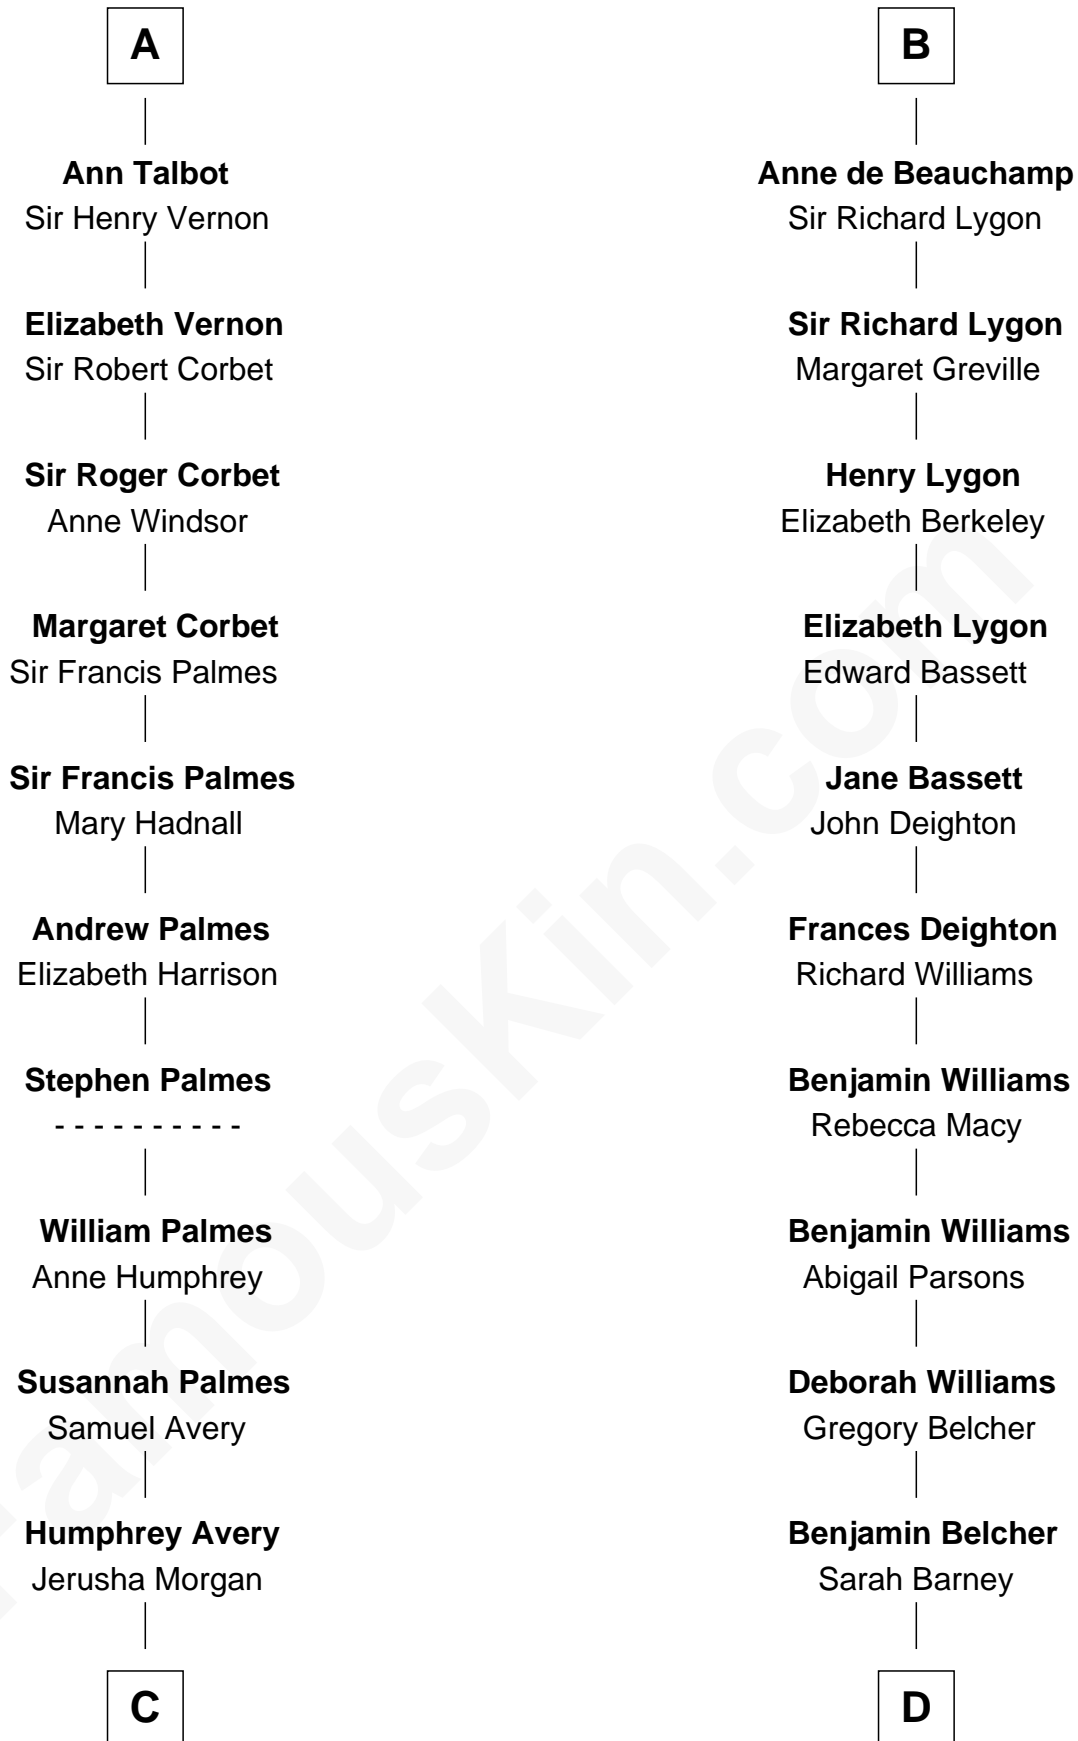 A
Ann Talbot
Sir Henry Vernon
Elizabeth Vernon
Sir Robert Corbet
Sir Roger Corbet
Anne Windsor
Margaret Corbet
Sir Francis Palmes
Sir Francis Palmes
Mary Hadnall
Andrew Palmes
Elizabeth Harrison
Stephen Palmes
- - - - - - - - - -
William Palmes
Anne Humphrey
Susannah Palmes
Samuel Avery
Humphrey Avery
Jerusha Morgan
C
B
Anne de Beauchamp
Sir Richard Lygon
Sir Richard Lygon
Margaret Greville
Henry Lygon
Elizabeth Berkeley
Elizabeth Lygon
Edward Bassett
Jane Bassett
John Deighton
Frances Deighton
Richard Williams
Benjamin Williams
Rebecca Macy
Benjamin Williams
Abigail Parsons
Deborah Williams
Gregory Belcher
Benjamin Belcher
Sarah Barney
D
FamousKin.com